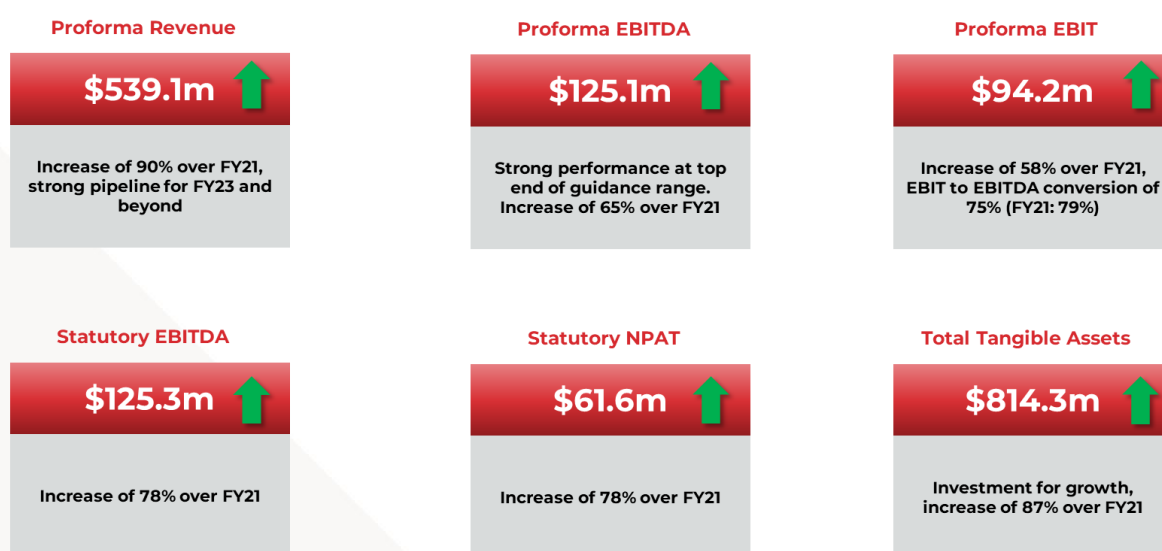 Proforma Revenue
$539.1m
Increase of 90% over FY21,
strong pipeline for FY23 and
beyond
Proforma EBITDA
$125.1m
Strong performance at top
end of guidance range.
Increase of 65% over FY21
Proforma EBIT
$94.2m
Increase of 58% over FY21,
EBIT to EBITDA conversion of
75% (FY21: 79%)
Statutory EBITDA
$125.3m
Increase of 78% over FY21
Statutory NPAT
$61.6m
Increase of 78% over FY21
Total Tangible Assets
$814.3m
Investment for growth,
increase of 87% over FY21